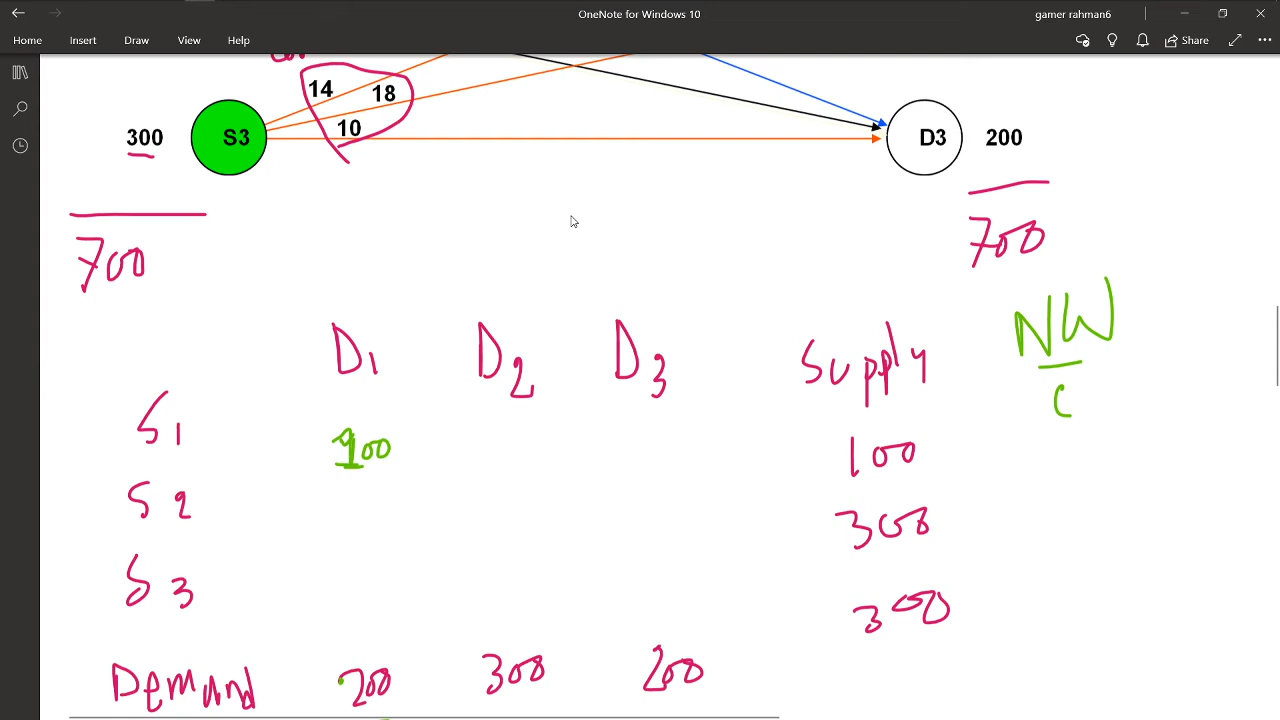 OneNote for Windows 10
gamer rahman6
Home Insert Draw View Help
Share
14 18
10
300 S3 D3 200
700 700
NW
C
D1 D2 D3 Supply
S1 100 100
S2 300
S3 300
Demand 200 300 200